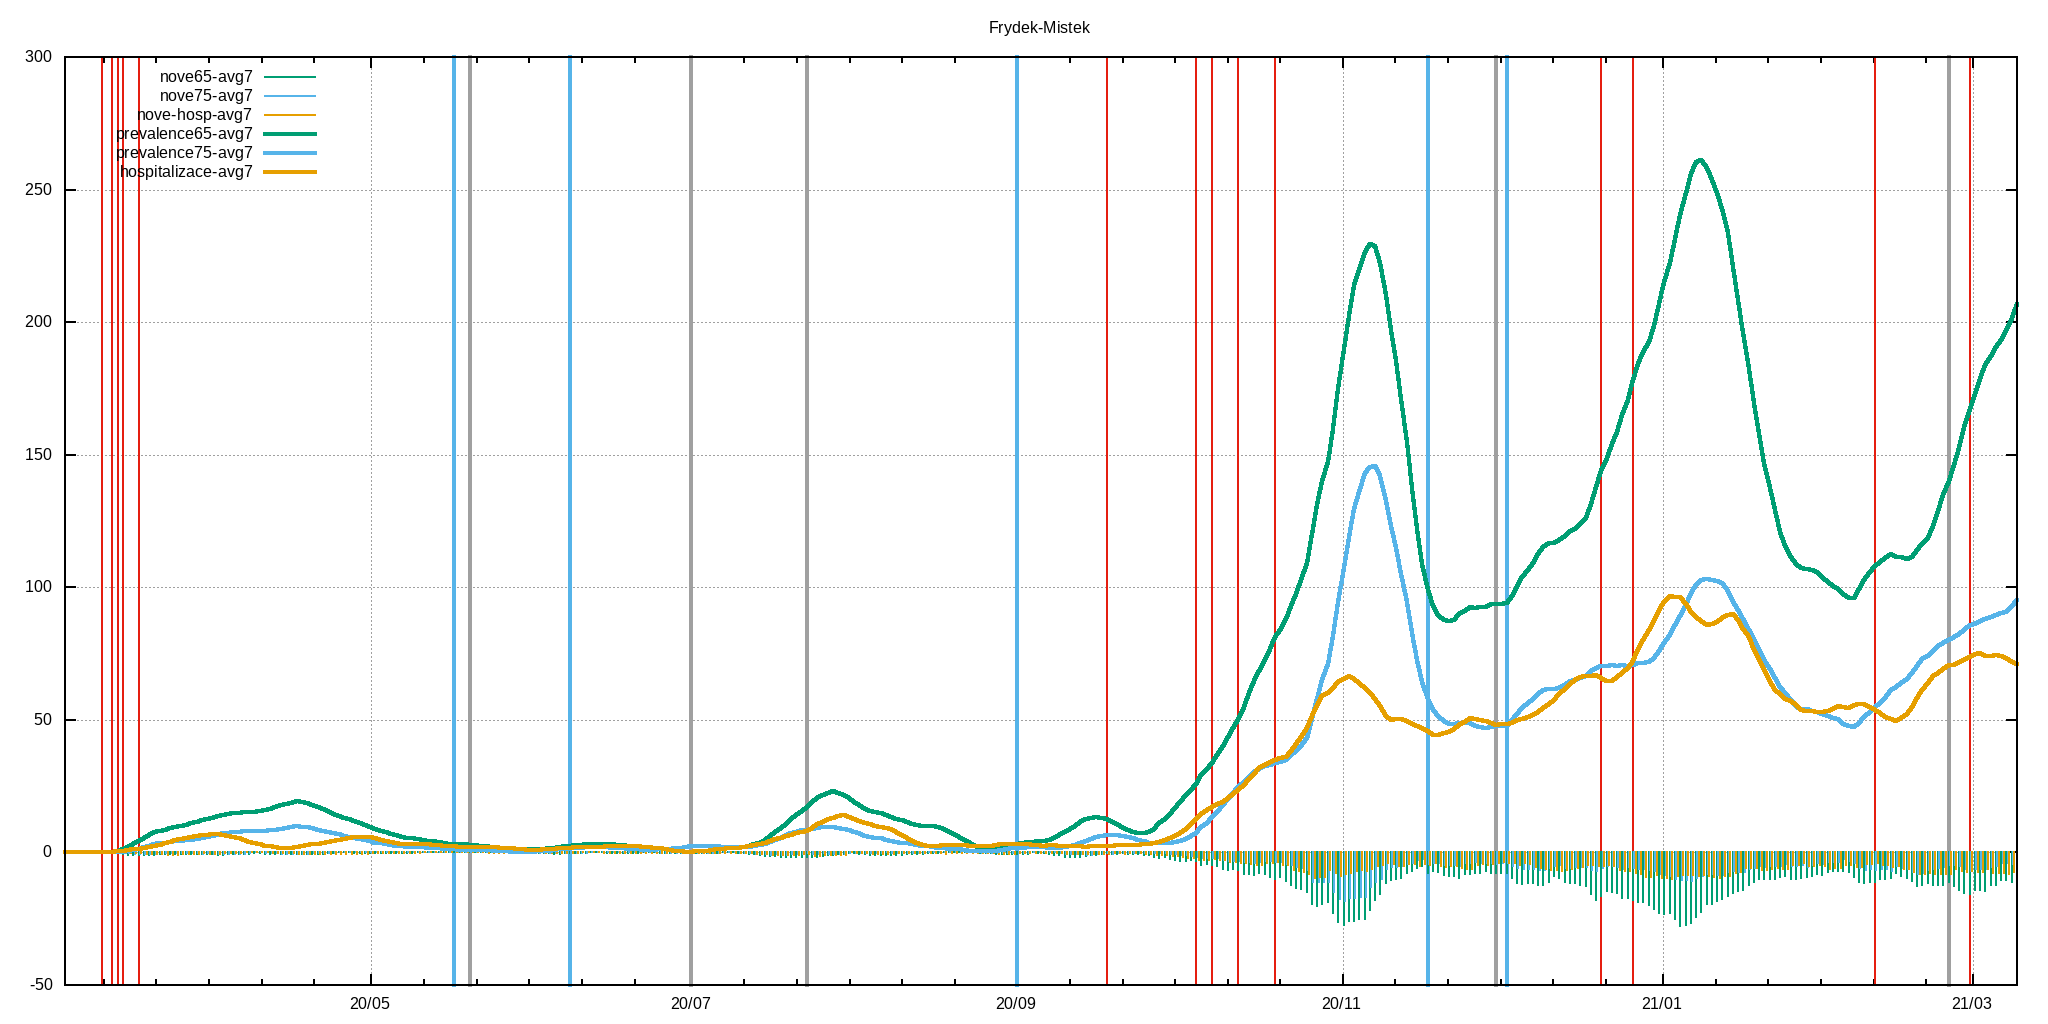 Frydek-Mistek
300
250
200
150
100
50
0
-50
nove65-avg7
nove75-avg7
nove-hosp-avg7
prevalence65-avg7
prevalence75-avg7
hospitalizace-avg7
20/05
20/07
20/09
20/11
21/01
21/03